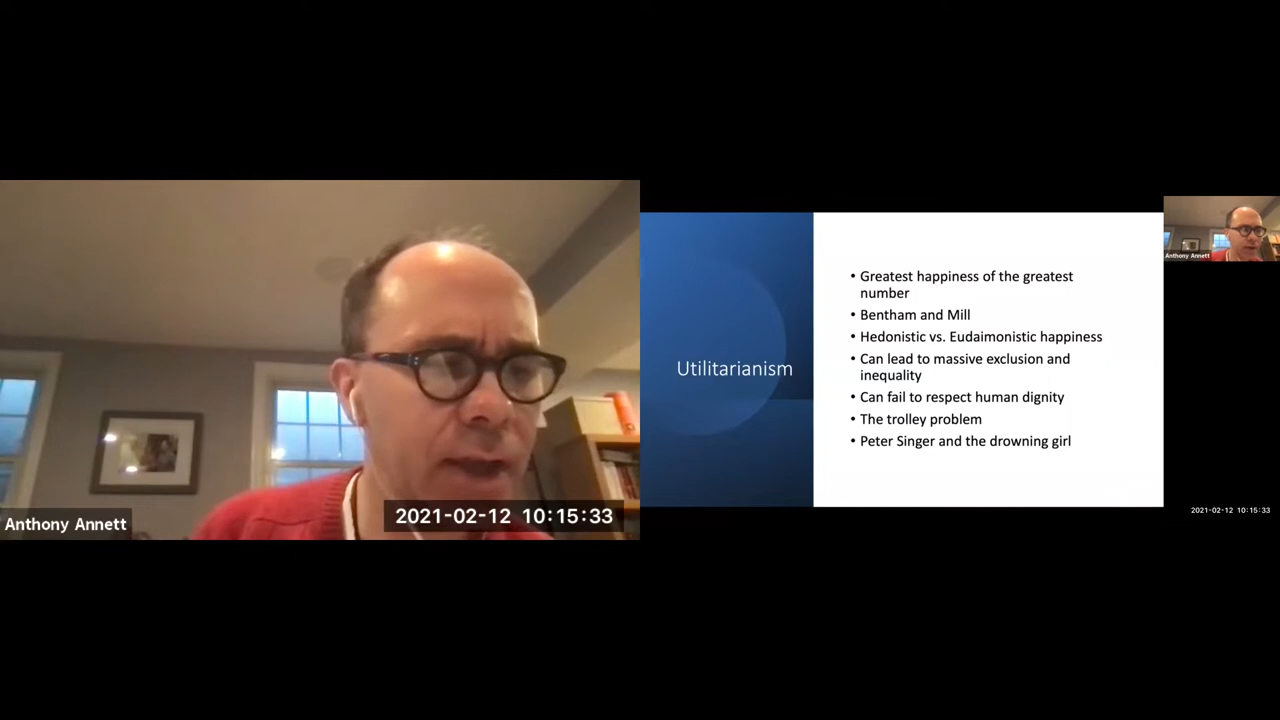 Anthony Annett
2021-02-12 10:15:33
Utilitarianism
• Greatest happiness of the greatest
number
• Bentham and Mill
• Hedonistic vs. Eudaimonistic happiness
• Can lead to massive exclusion and
inequality
• Can fail to respect human dignity
• The trolley problem
• Peter Singer and the drowning girl
Anthony Annett
2021-02-12 10:15:33